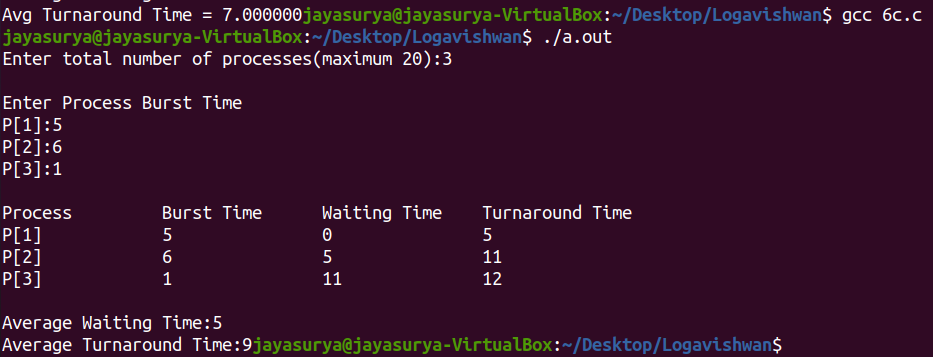 Avg Turnaround Time = 7.000000jayasurya@jayasurya-VirtualBox:~/Desktop/Logavishwan$ gcc 6c.c
jayasurya@jayasurya-VirtualBox:~/Desktop/Logavishwan$ ./a.out
Enter total number of processes(maximum 20):3

Enter Process Burst Time
P[1]:5
P[2]:6
P[3]:1

Process Burst Time Waiting Time Turnaround Time
P[1] 5 0 5
P[2] 6 5 11
P[3] 1 11 12

Average Waiting Time:5
Average Turnaround Time:9jayasurya@jayasurya-VirtualBox:~/Desktop/Logavishwan$